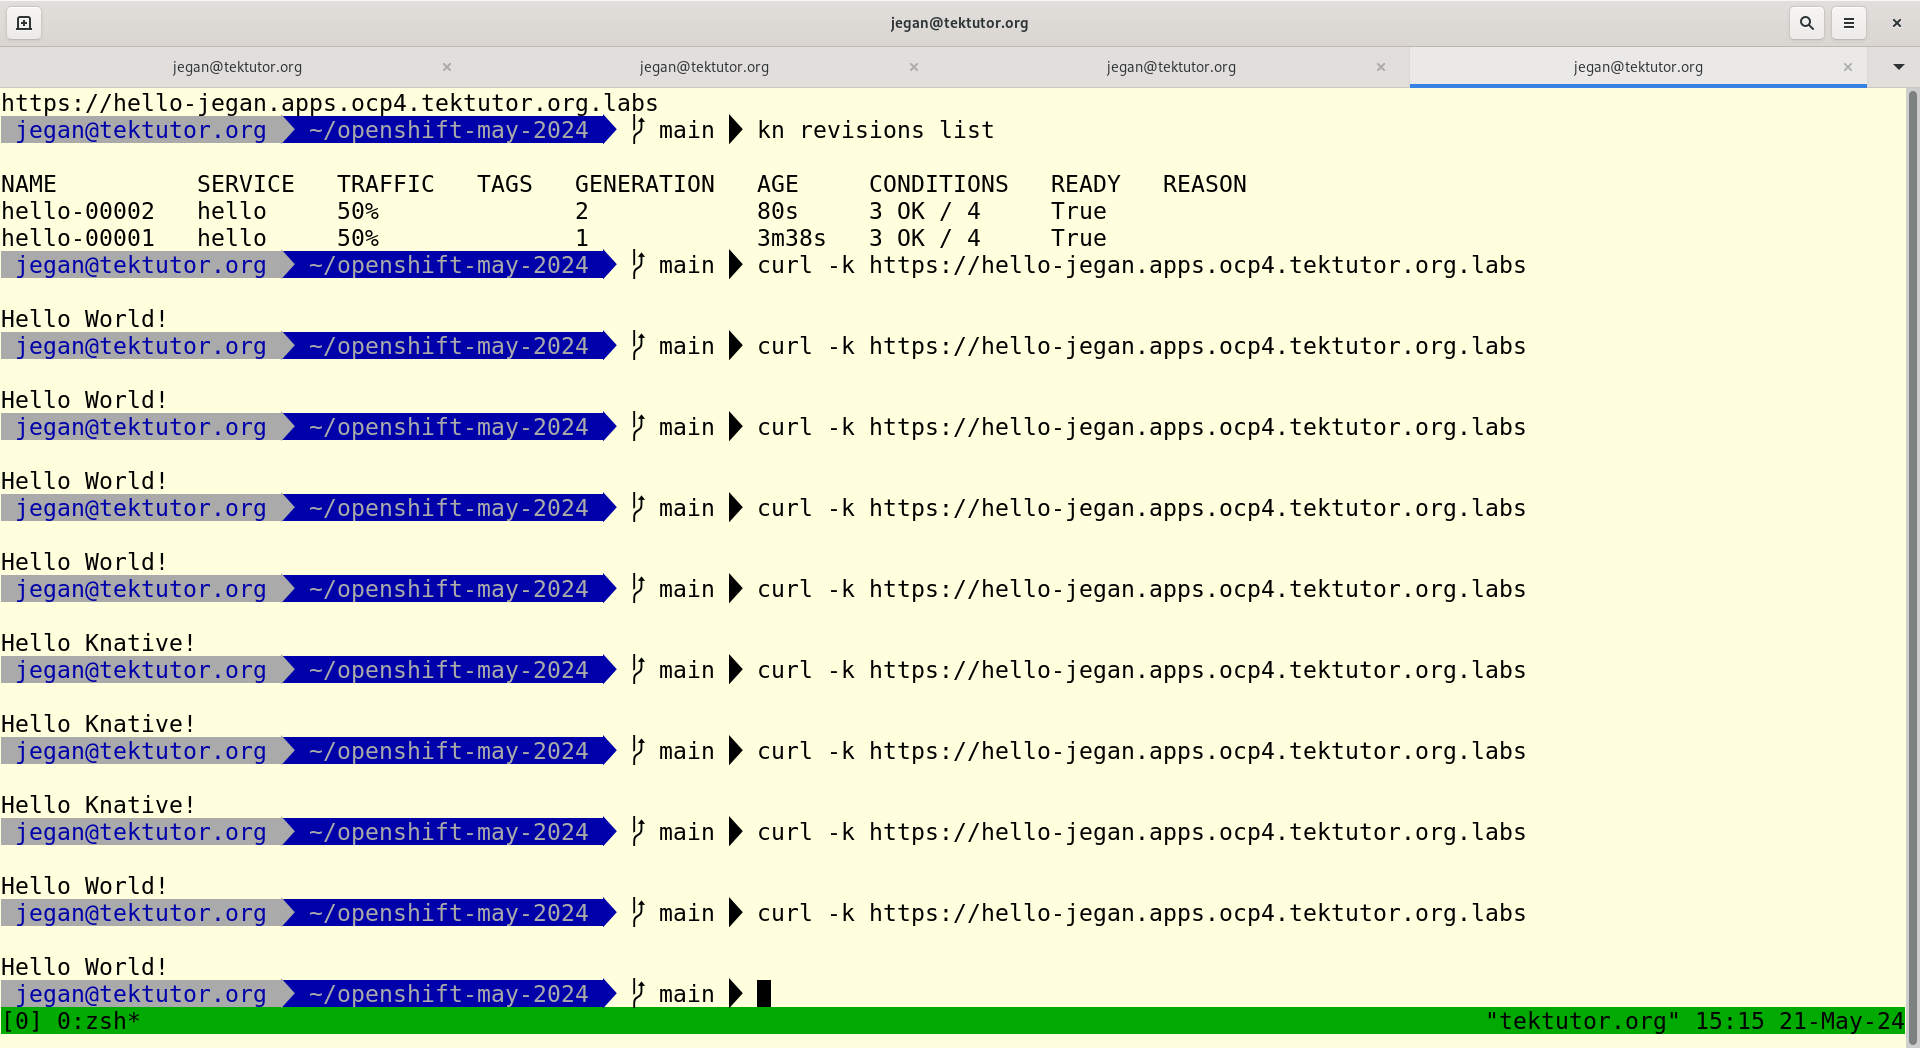 jegan@tektutor.org
jegan@tektutor.org jegan@tektutor.org jegan@tektutor.org jegan@tektutor.org
https://hello-jegan.apps.ocp4.tektutor.org.labs
jegan@tektutor.org ~/openshift-may-2024 main kn revisions list
NAME SERVICE TRAFFIC TAGS GENERATION AGE CONDITIONS READY REASON
hello-00002 hello 50% 2 80s 3 OK / 4 True
hello-00001 hello 50% 1 3m38s 3 OK / 4 True
jegan@tektutor.org ~/openshift-may-2024 main curl -k https://hello-jegan.apps.ocp4.tektutor.org.labs
Hello World!
jegan@tektutor.org ~/openshift-may-2024 main curl -k https://hello-jegan.apps.ocp4.tektutor.org.labs
Hello World!
jegan@tektutor.org ~/openshift-may-2024 main curl -k https://hello-jegan.apps.ocp4.tektutor.org.labs
Hello World!
jegan@tektutor.org ~/openshift-may-2024 main curl -k https://hello-jegan.apps.ocp4.tektutor.org.labs
Hello World!
jegan@tektutor.org ~/openshift-may-2024 main curl -k https://hello-jegan.apps.ocp4.tektutor.org.labs
Hello Knative!
jegan@tektutor.org ~/openshift-may-2024 main curl -k https://hello-jegan.apps.ocp4.tektutor.org.labs
Hello Knative!
jegan@tektutor.org ~/openshift-may-2024 main curl -k https://hello-jegan.apps.ocp4.tektutor.org.labs
Hello Knative!
jegan@tektutor.org ~/openshift-may-2024 main curl -k https://hello-jegan.apps.ocp4.tektutor.org.labs
Hello World!
jegan@tektutor.org ~/openshift-may-2024 main curl -k https://hello-jegan.apps.ocp4.tektutor.org.labs
Hello World!
jegan@tektutor.org ~/openshift-may-2024 main
[0] 0:zsh* "tektutor.org" 15:15 21-May-24